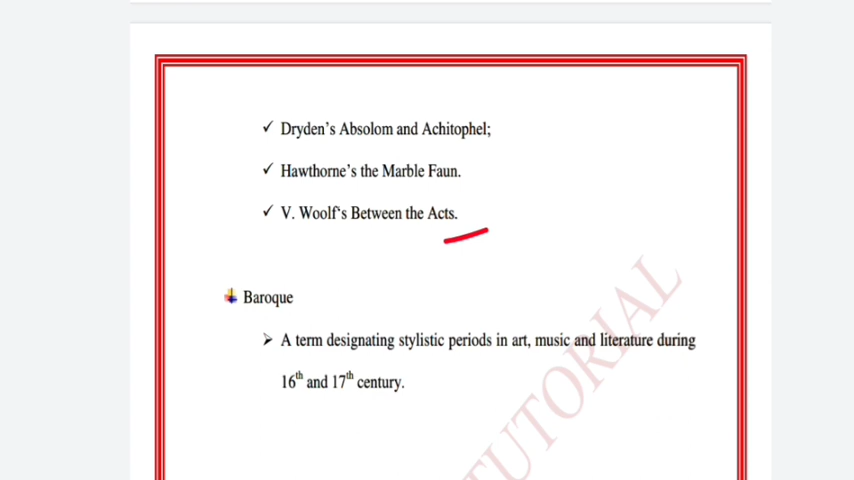 ✓ Dryden's Absolom and Achitophel;
✓ Hawthorne's the Marble Faun.
✓ V. Woolf's Between the Acts.
Baroque
➢ A term designating stylistic periods in art, music and literature during
16th and 17th century.
TUTORIAL